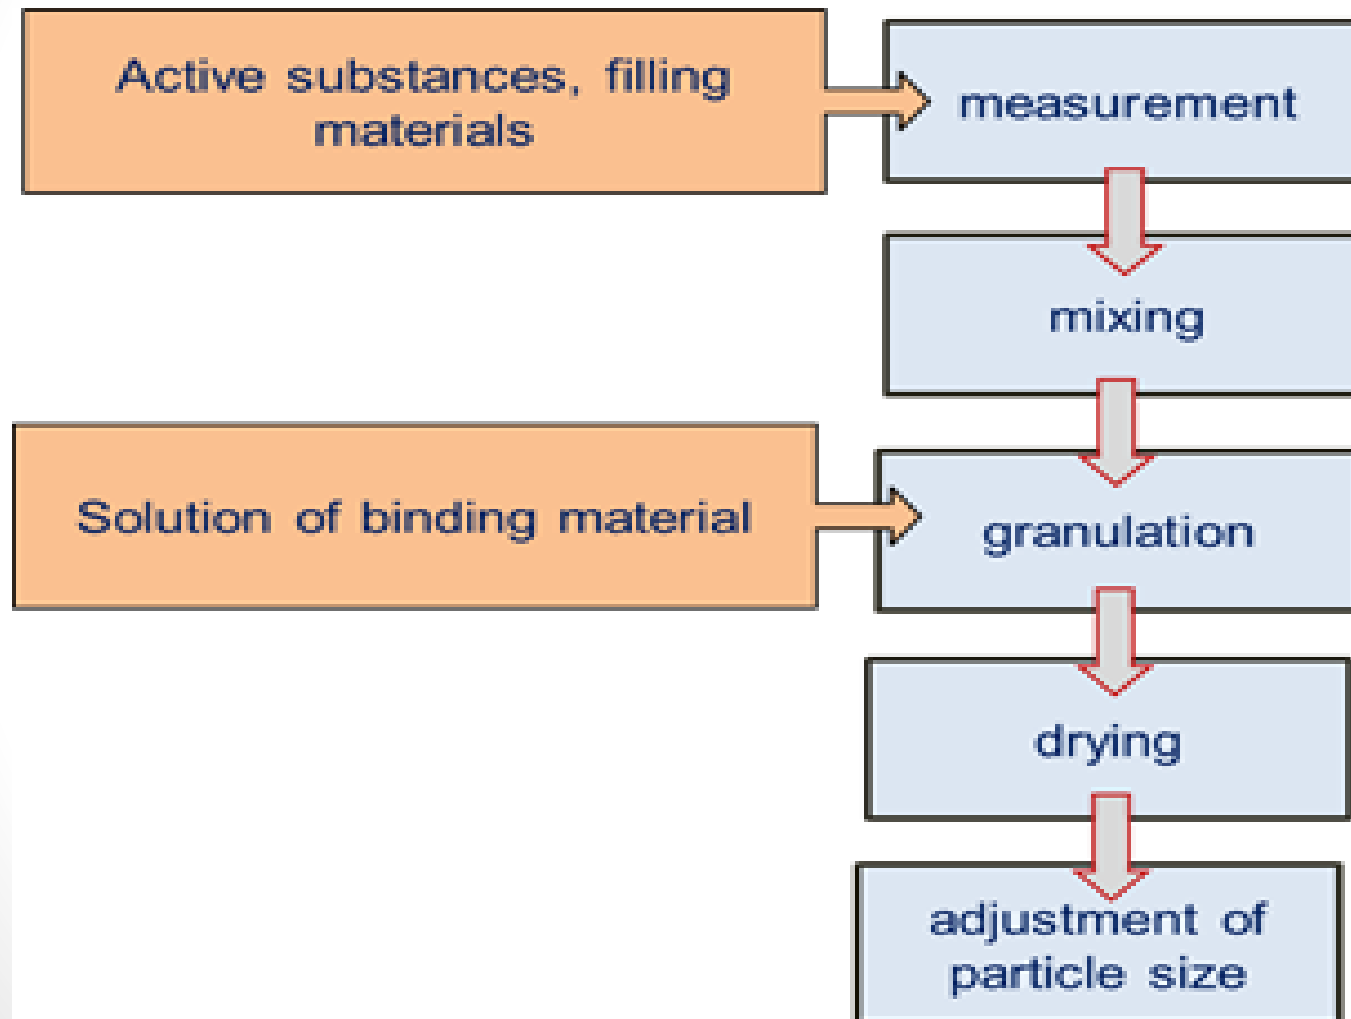 Active substances, filling
materials
measurement
mixing
Solution of binding material
granulation
drying
adjustment of
particle size